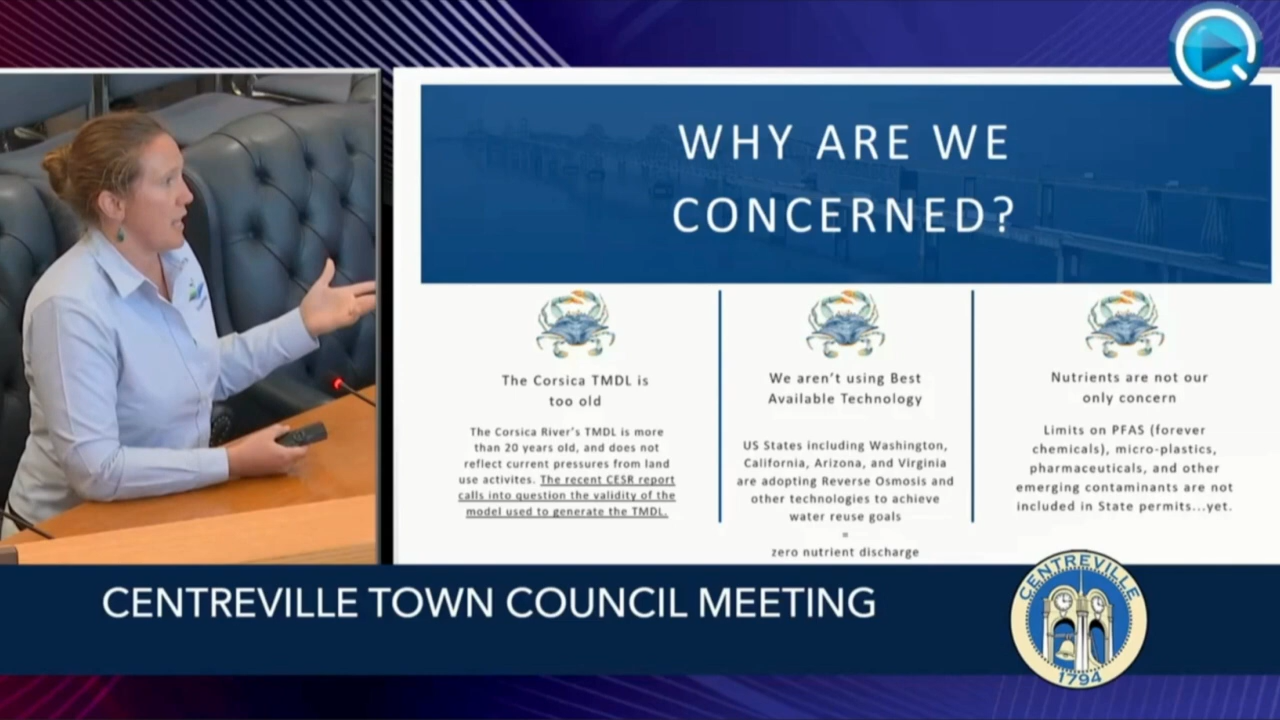 WHY ARE WE
CONCERNED?
The Corsica TMDL is
too old
The Corsica River's TMDL is more
than 20 years old, and does not
reflect current pressures from land
use activites. The recent CESR report
calls into question the validity of the
model used to generate the TMDL.
We aren't using Best
Available Technology
US States including Washington,
California, Arizona, and Virginia
are adopting Reverse Osmosis and
other technologies to achieve
water reuse goals
=
zero nutrient discharge
Nutrients are not our
only concern
Limits on PFAS (forever
chemicals), micro-plastics,
pharmaceuticals, and other
emerging contaminants are not
included in State permits...yet.
CENTREVILLE TOWN COUNCIL MEETING
CENTREVILLE
1794